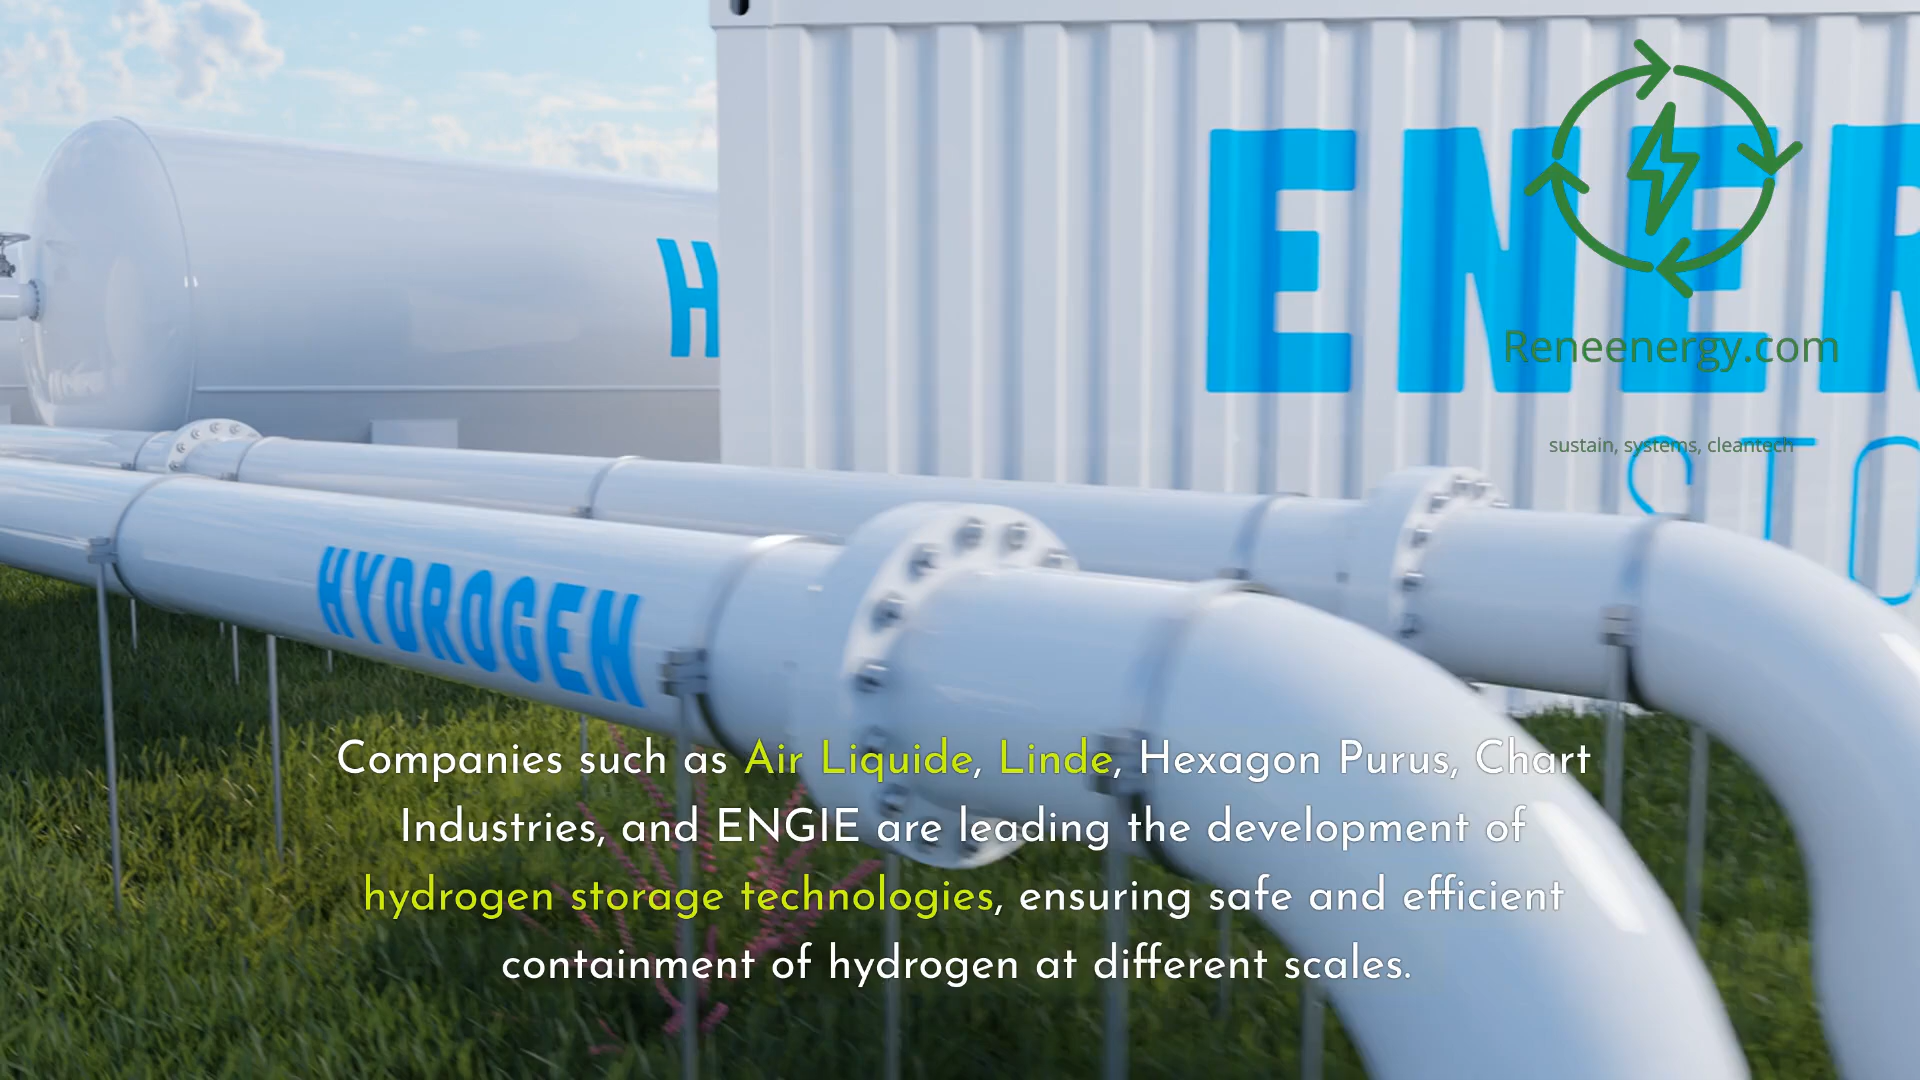 H
ENER
Reneenergy.com
sustain, systems, cleantech
STO
HYDROGEN
Companies such as Air Liquide, Linde, Hexagon Purus, Chart
Industries, and ENGIE are leading the development of
hydrogen storage technologies, ensuring safe and efficient
containment of hydrogen at different scales.